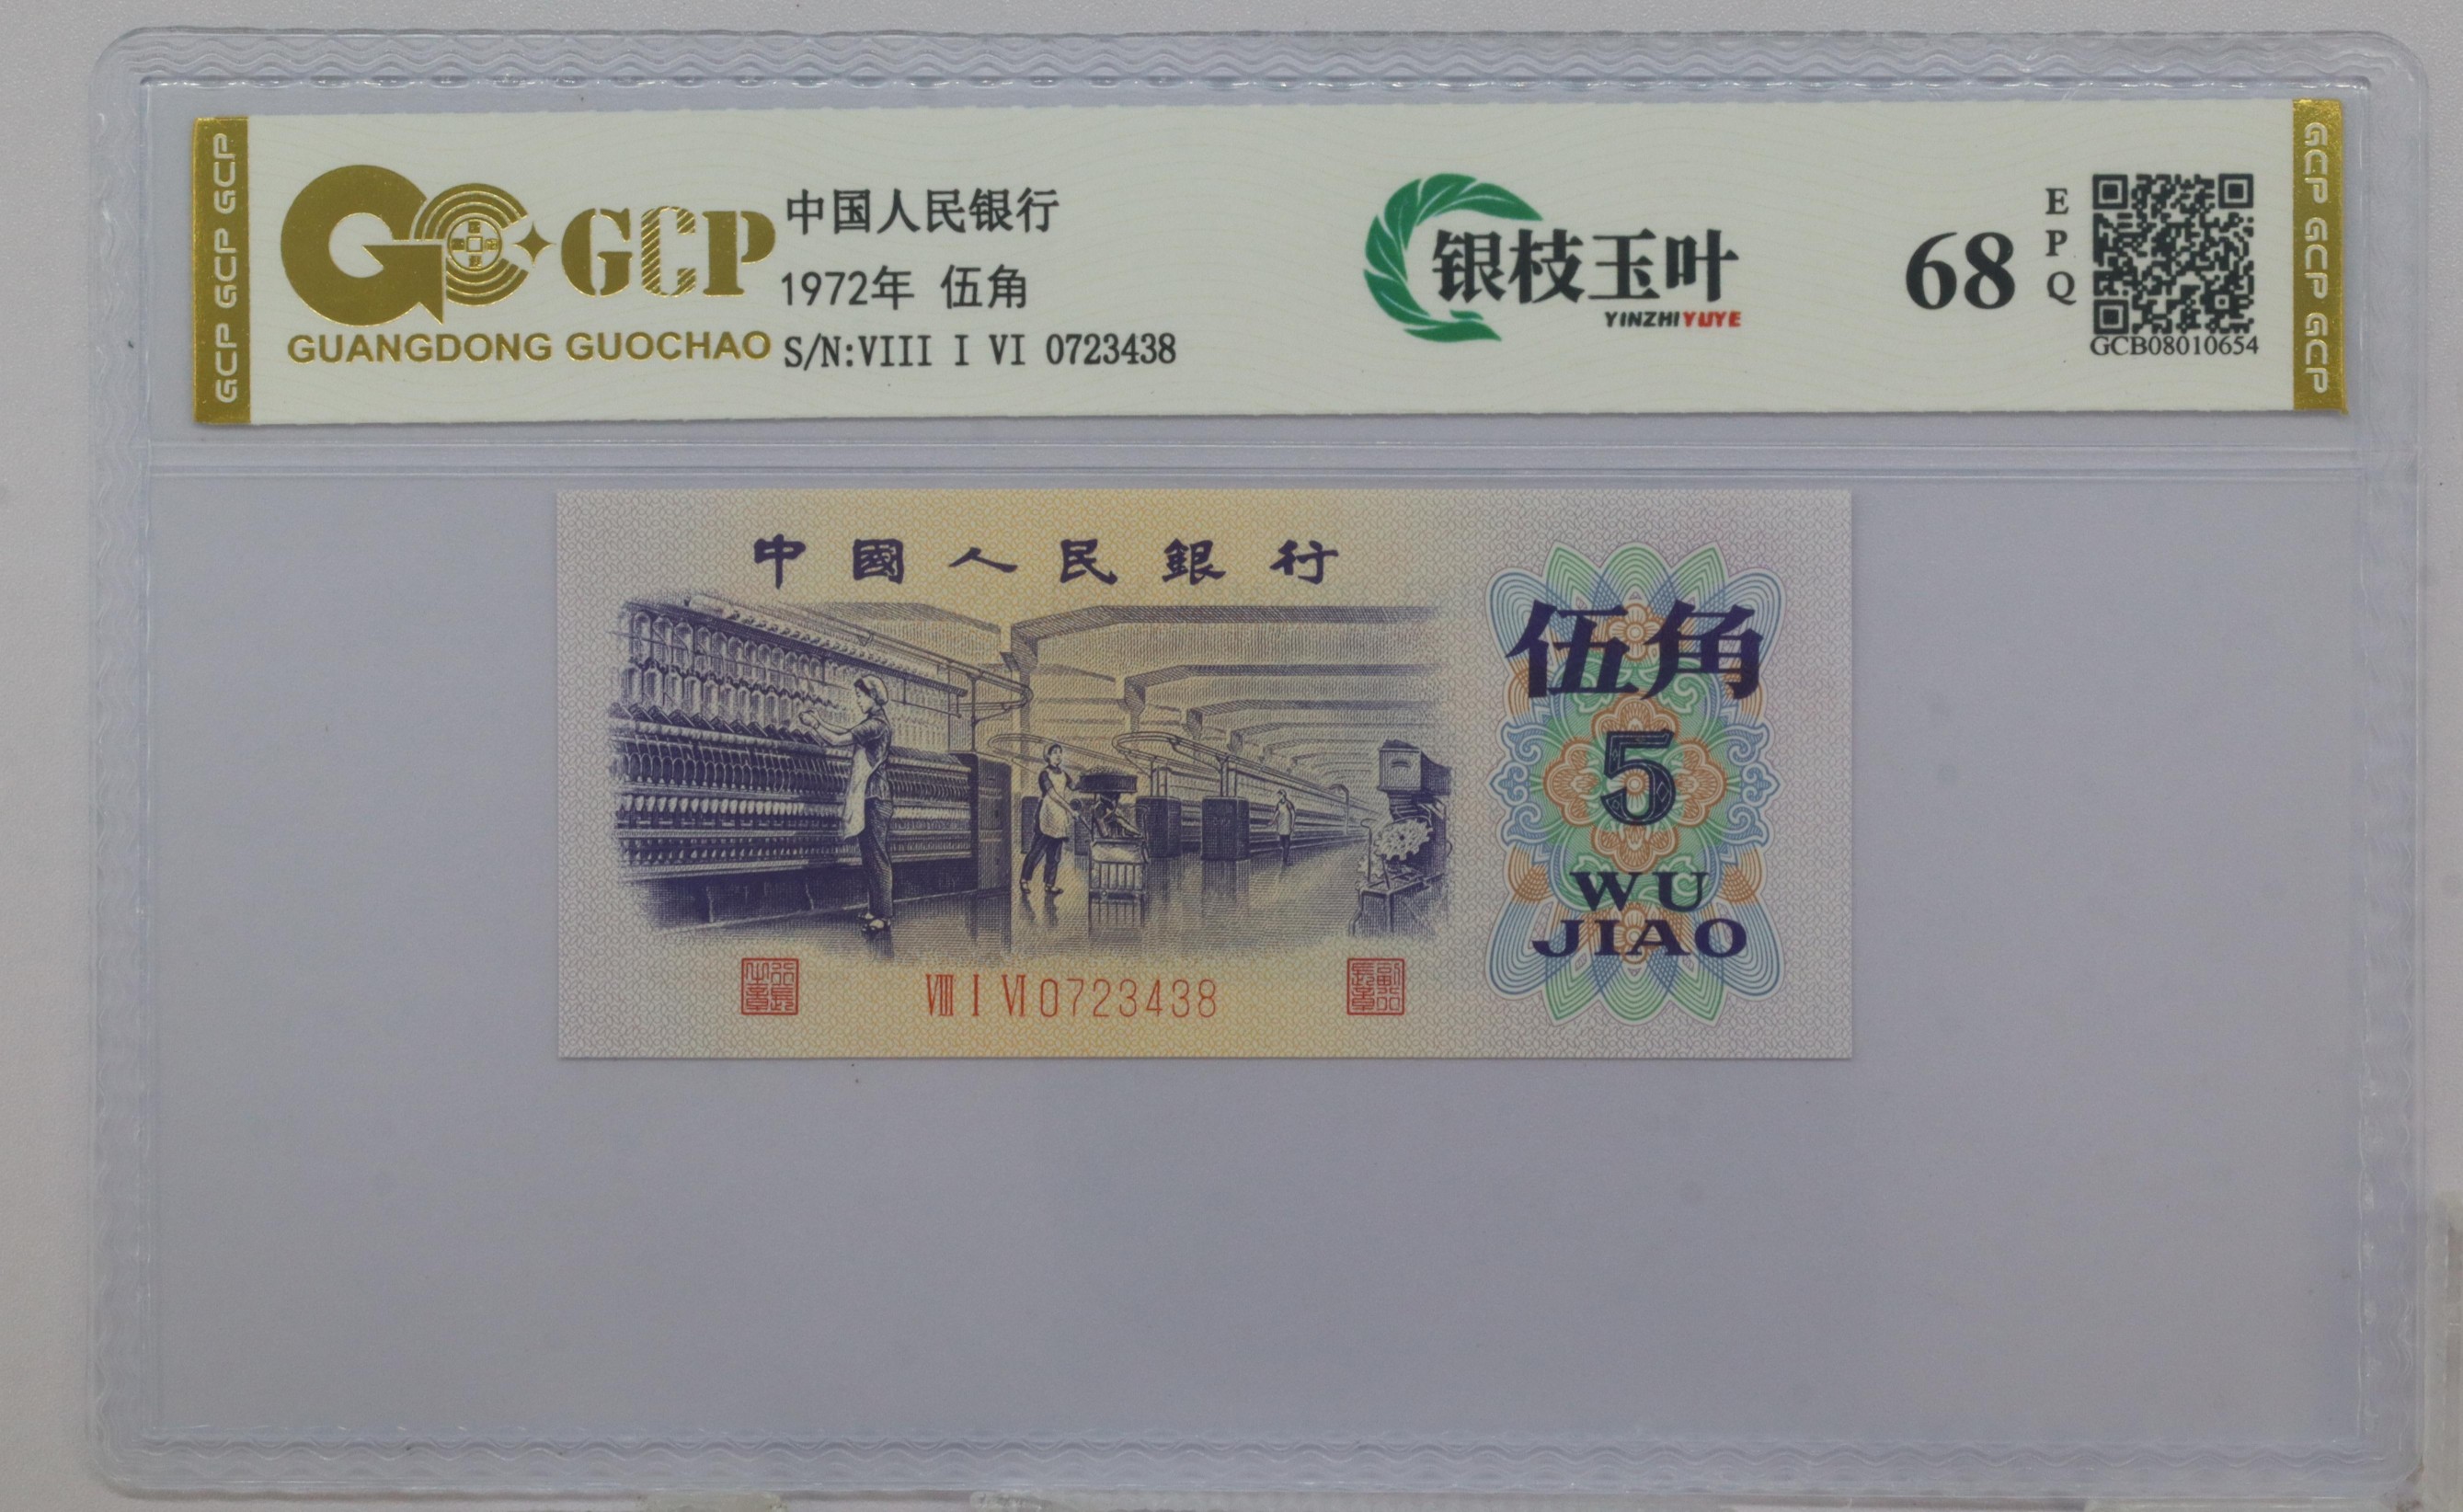 GCP GCP GCP
GCP
GUANGDONG GUOCHAO
中国人民银行
1972年 伍角
S/N:VIII I VI 0723438
银枝玉叶
YINZHIYUYE
68
EPQ
GCB08010654
GCP GCP GCP
中國人民銀行
伍角
5
WU
JIAO
VIII I VI 0723438